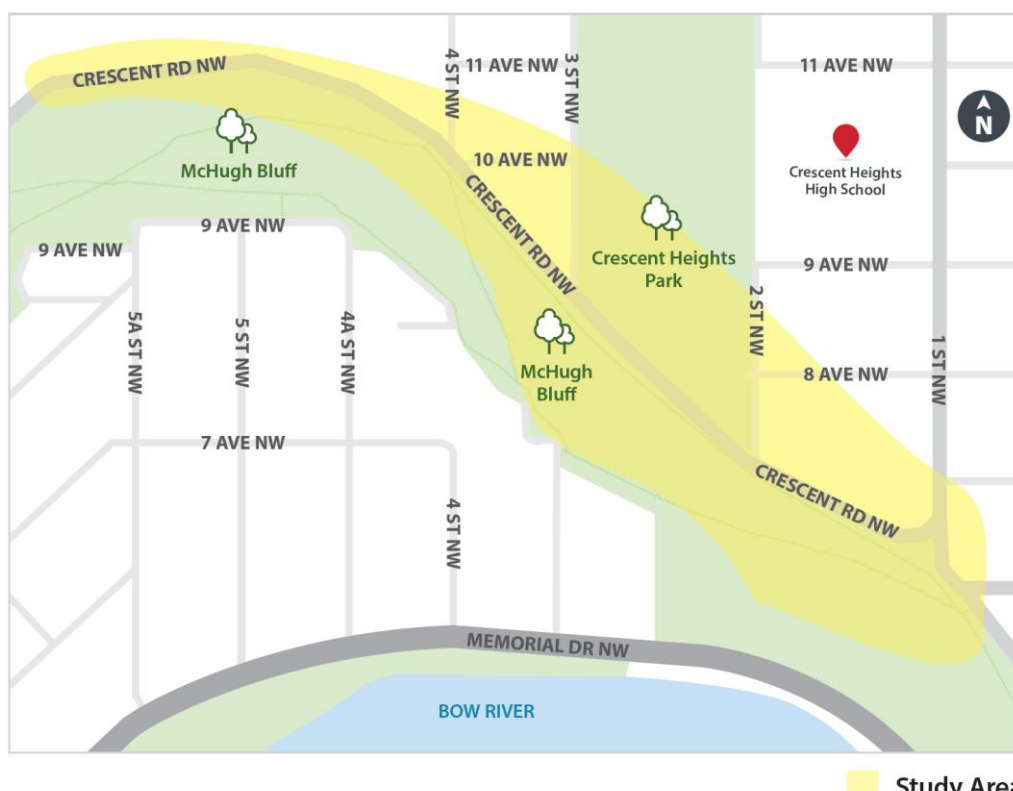 CRESCENT RD NW
4 ST NW
11 AVE NW
3 ST NW
11 AVE NW
N
McHugh Bluff
10 AVE NW
Crescent Heights
High School
CRESCENT RD NW
9 AVE NW
9 AVE NW
Crescent Heights
Park
9 AVE NW
5A ST NW
5 ST NW
4A ST NW
McHugh
Bluff
2 ST NW
8 AVE NW
1 ST NW
7 AVE NW
CRESCENT RD NW
4 ST NW
MEMORIAL DR NW
BOW RIVER
Study Area